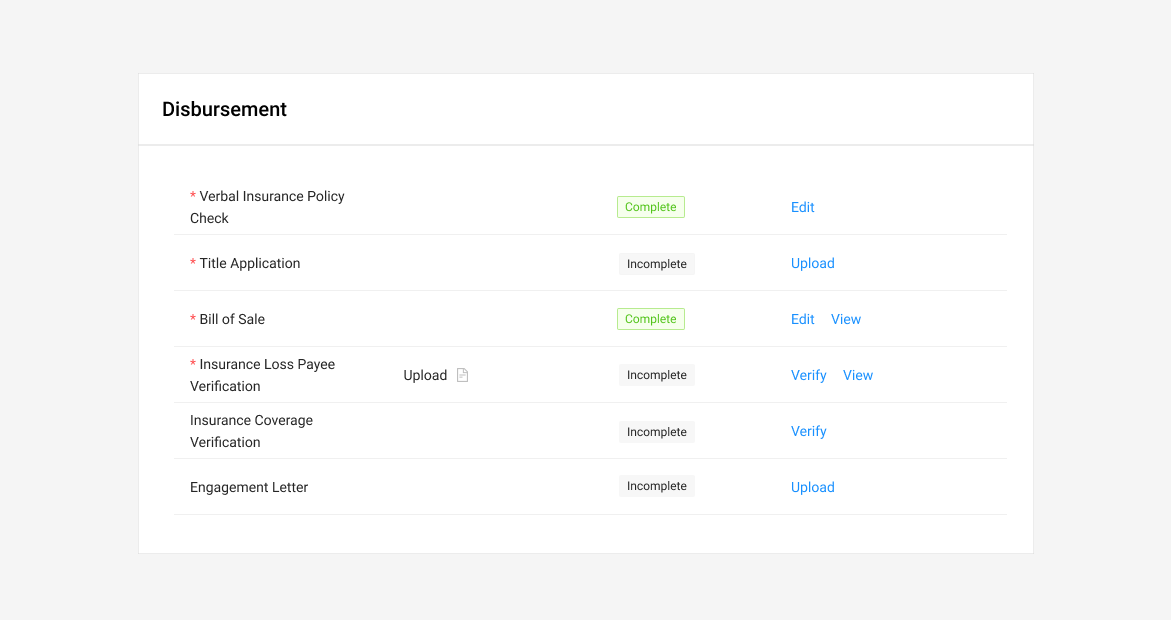 Disbursement
* Verbal Insurance Policy
Check
Complete
Edit
* Title Application
Incomplete
Upload
* Bill of Sale
Complete
Edit View
* Insurance Loss Payee
Verification
Upload
Incomplete
Verify View
Insurance Coverage
Verification
Incomplete
Verify
Engagement Letter
Incomplete
Upload